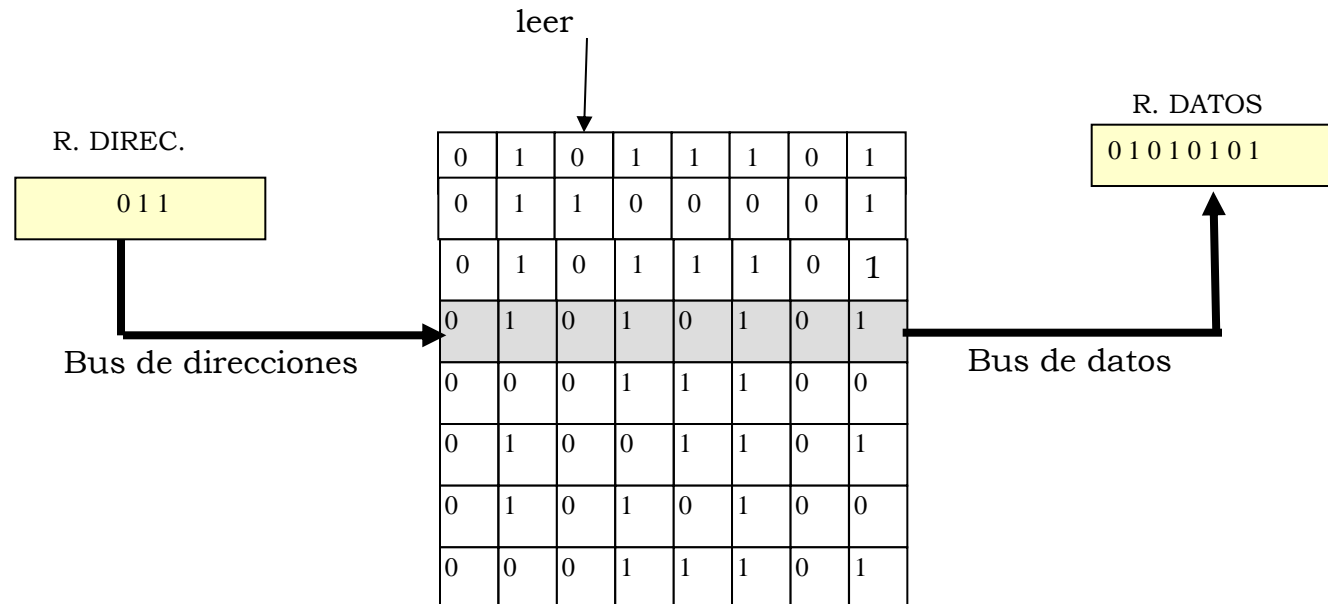 leer
R. DIREC.
0 1 1
R. DATOS
0 1 0 1 0 1 0 1
0 1 0 1 1 1 0 1
0 1 1 0 0 0 0 1
0 1 0 1 1 1 0 1
0 1 0 1 0 1 0 1
0 0 0 1 1 1 0 0
0 1 0 0 1 1 0 1
0 1 0 1 0 1 0 0
0 0 0 1 1 1 0 1
Bus de direcciones
Bus de datos